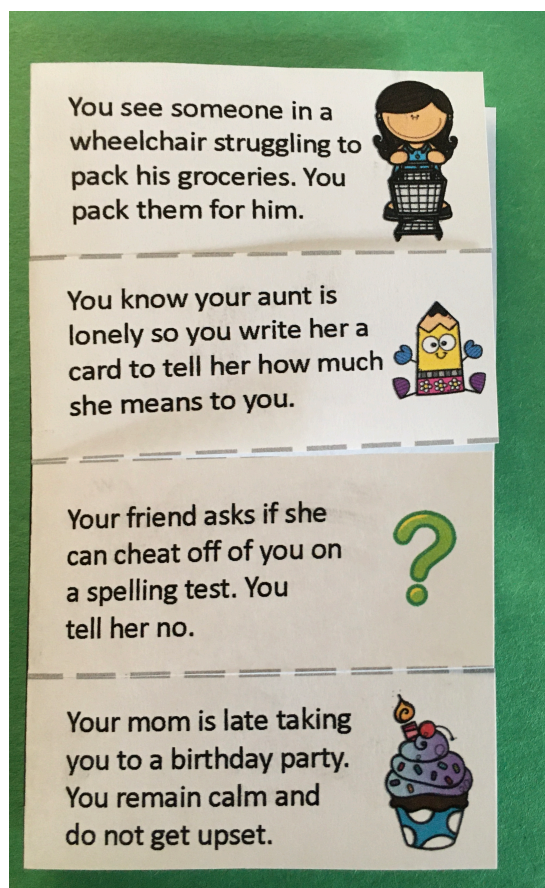 You see someone in a
wheelchair struggling to
pack his groceries. You
pack them for him.
You know your aunt is
lonely so you write her a
card to tell her how much
she means to you.
Your friend asks if she
can cheat off of you on
a spelling test. You
tell her no.
Your mom is late taking
you to a birthday party.
You remain calm and
do not get upset.